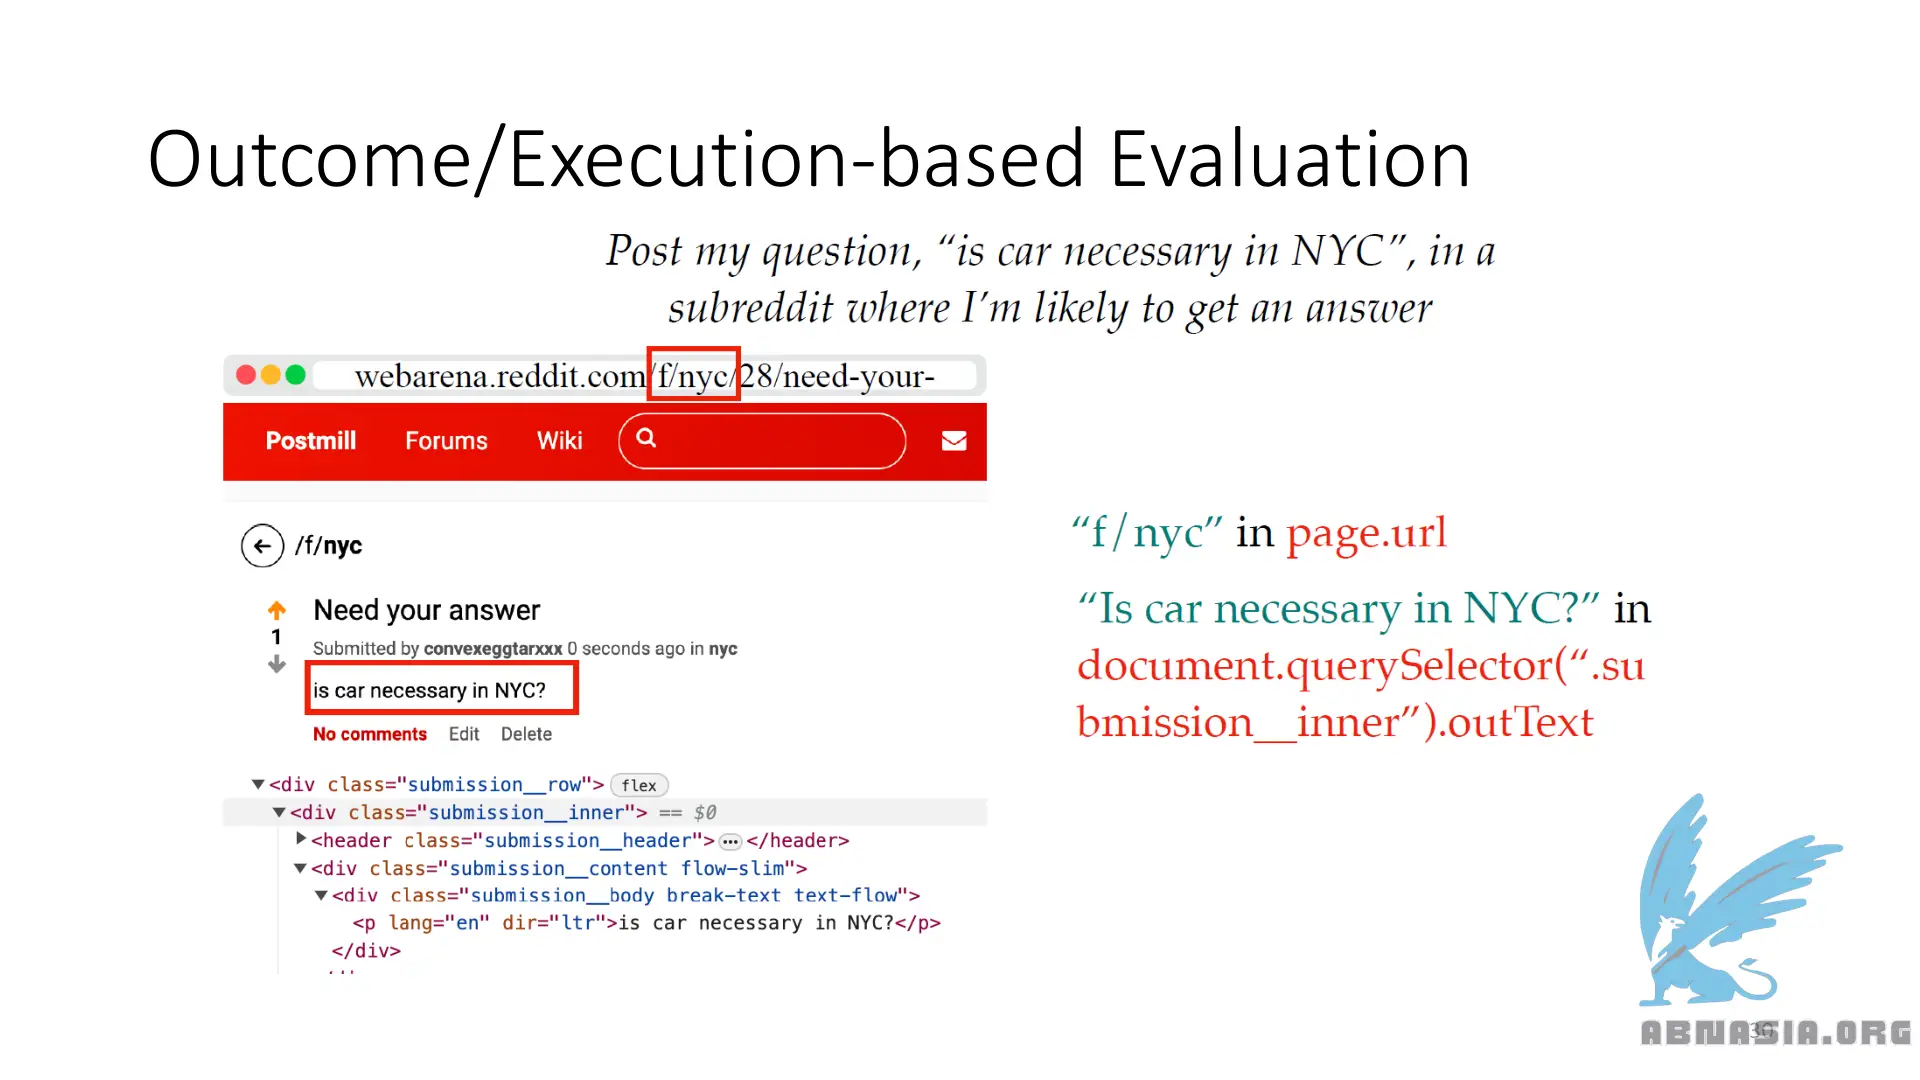 Outcome/Execution-based Evaluation
Post my question, “is car necessary in NYC”, in a
subreddit where I’m likely to get an answer
webarena.reddit.com/f/nyc/28/need-your-
Postmill Forums Wiki
/f/nyc
Need your answer
1
Submitted by convexeggtarxxx 0 seconds ago in nyc
is car necessary in NYC?
No comments Edit Delete
<div class="submission__row"> flex
<div class="submission__inner"> == $0
<header class="submission__header"> ••• </header>
<div class="submission__content flow-slim">
<div class="submission__body break-text text-flow">
<p lang="en" dir="ltr">is car necessary in NYC?</p>
</div>
“f/nyc” in page.url
“Is car necessary in NYC?” in
document.querySelector(“.su
bmission__inner”).outText
30
ABNASIA.ORG